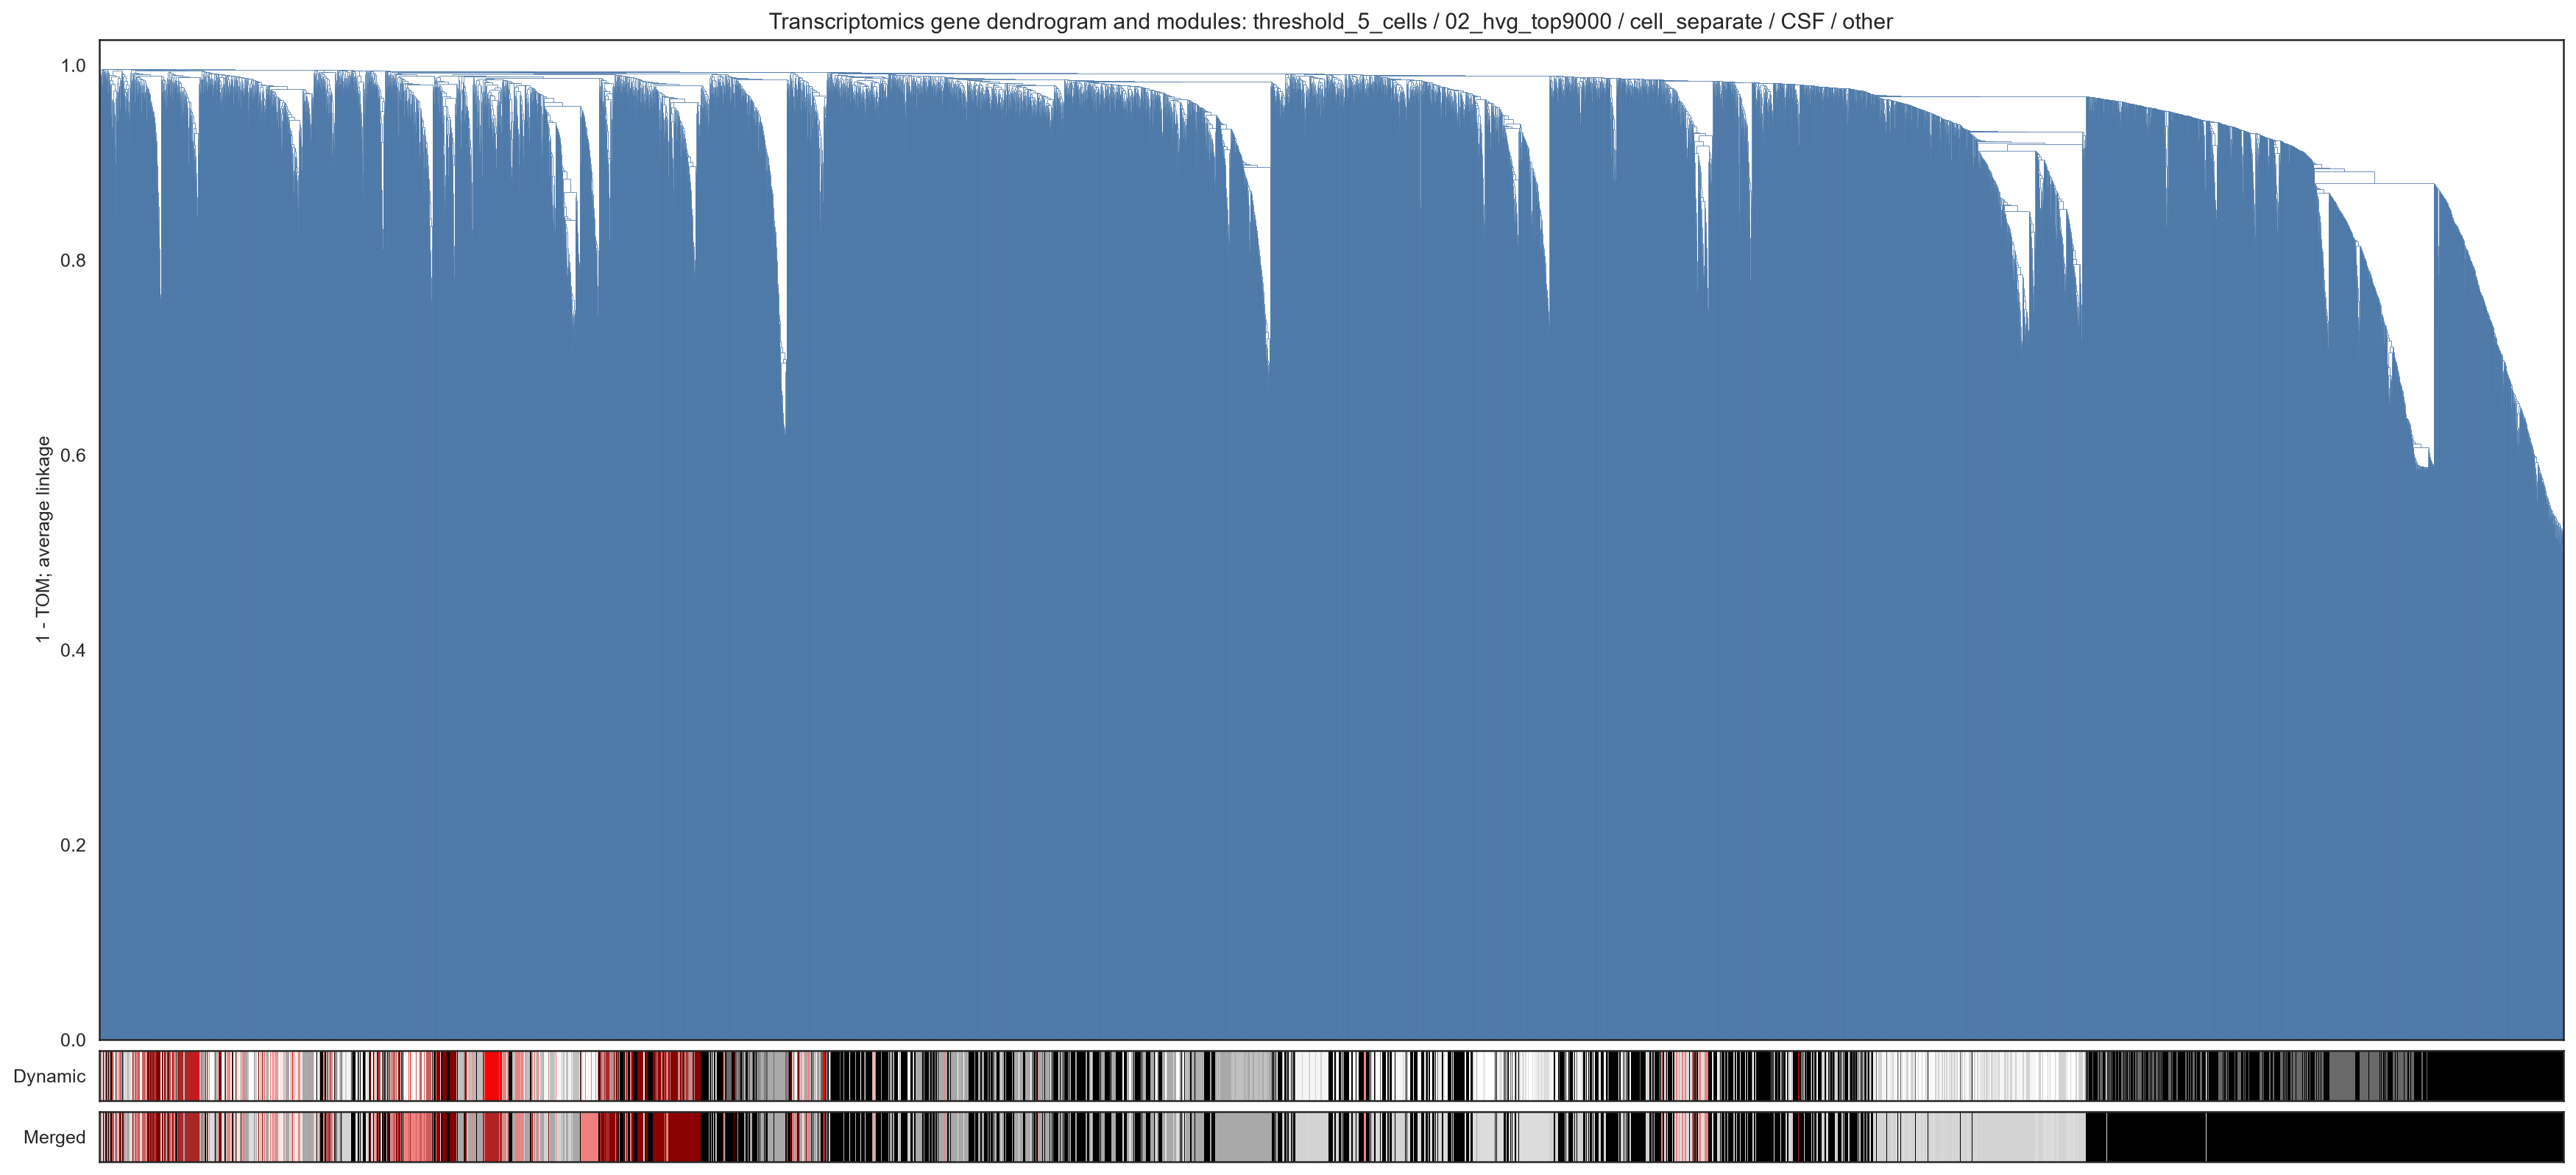 Transcriptomics gene dendrogram and modules: threshold_5_cells / 02_hvg_top9000 / cell_separate / CSF / other
1.0
0.8
0.6
0.4
0.2
0.0
1 - TOM; average linkage
Dynamic
Merged